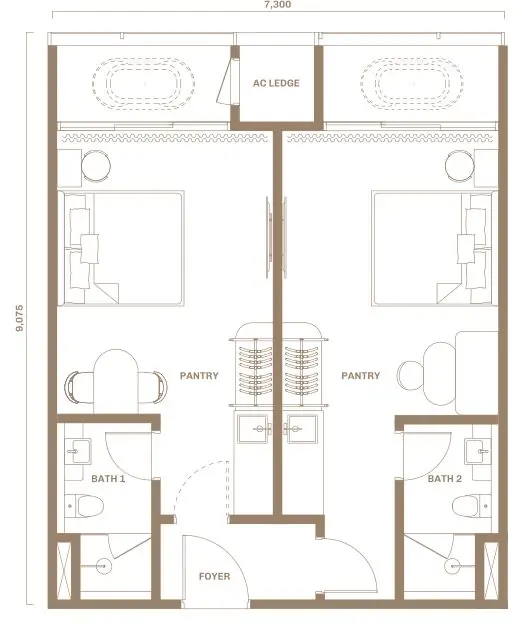 7,300
AC LEDGE
9,075
PANTRY
PANTRY
BATH 1
BATH 2
FOYER